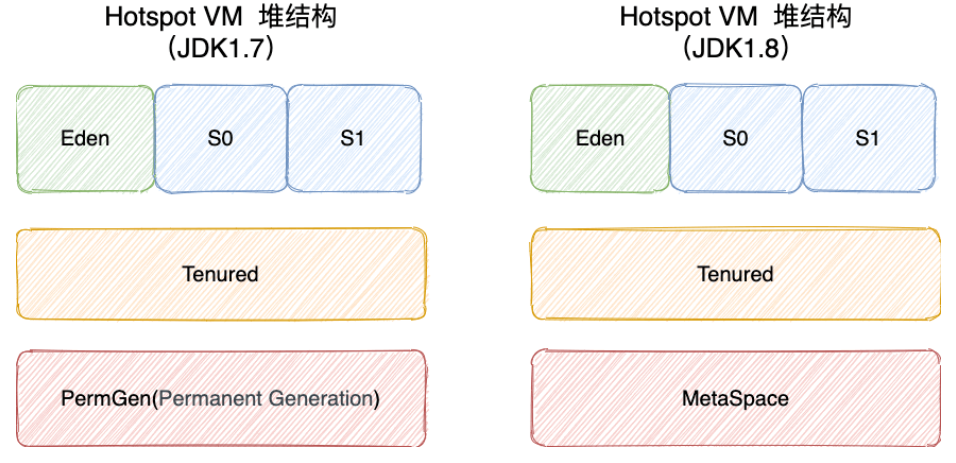 Hotspot VM 堆结构
（JDK1.7）
Eden
S0
S1
Tenured
PermGen(Permanent Generation)
Hotspot VM 堆结构
（JDK1.8）
Eden
S0
S1
Tenured
MetaSpace